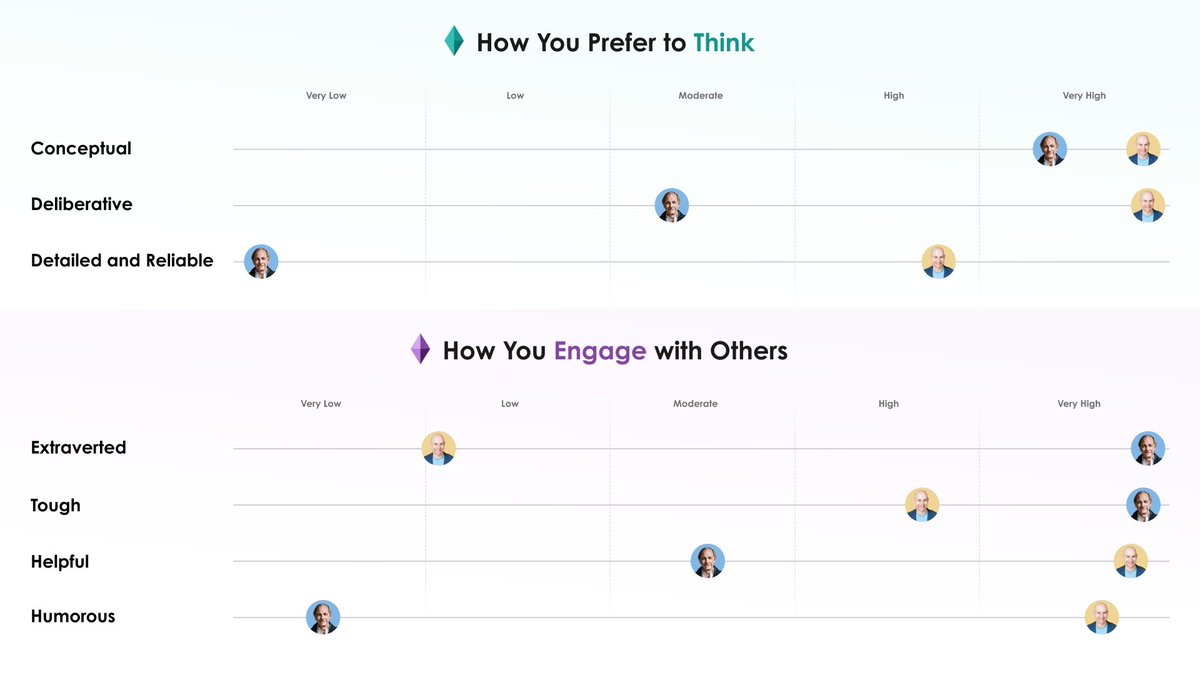 How You Prefer to Think
Very Low Low Moderate High Very High
Conceptual
Deliberative
Detailed and Reliable
How You Engage with Others
Very Low Low Moderate High Very High
Extraverted
Tough
Helpful
Humorous